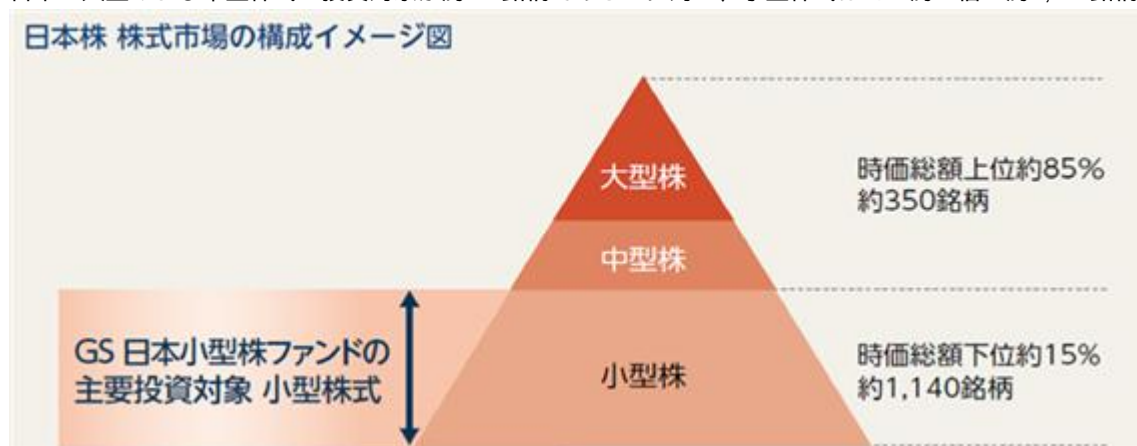 日本株 株式市場の構成イメージ図
大型株
時価総額上位約85%
約350銘柄
中型株
GS 日本小型株ファンドの
主要投資対象 小型株式
小型株
時価総額下位約15%
約1,140銘柄